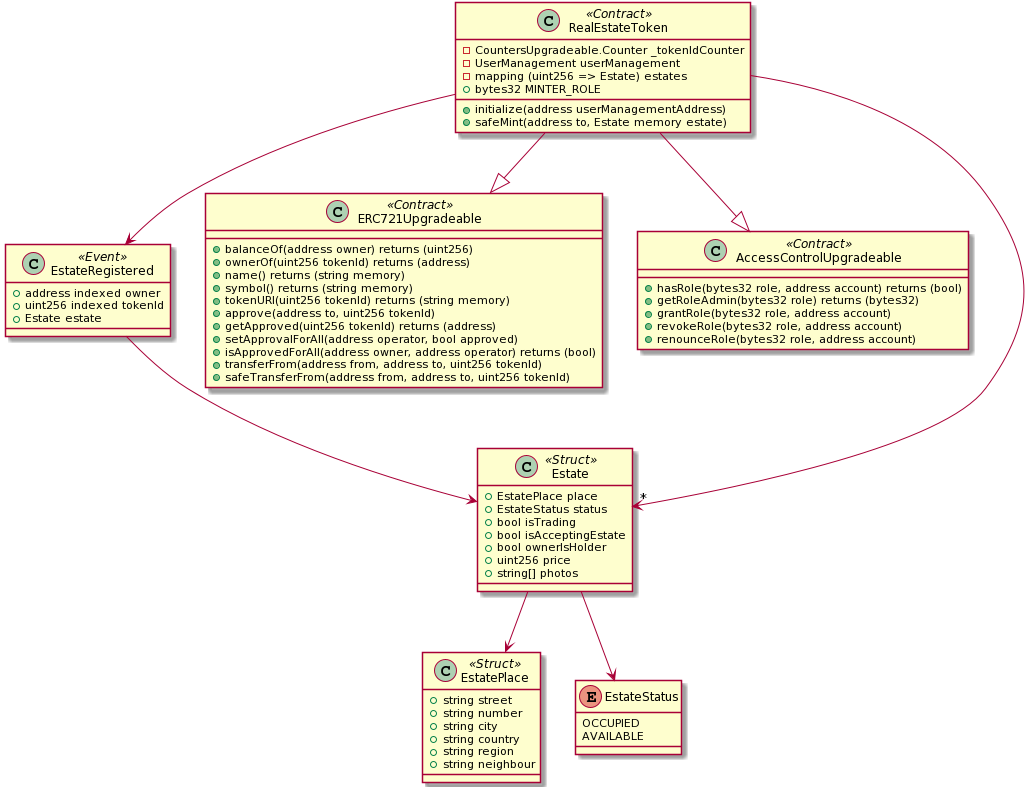 C «Contract»
RealEstateToken
CountersUpgradeable.Counter _tokenIdCounter
UserManagement userManagement
mapping (uint256 => Estate) estates
bytes32 MINTER_ROLE
initialize(address userManagementAddress)
safeMint(address to, Estate memory estate)
C «Contract»
ERC721Upgradeable
balanceOf(address owner) returns (uint256)
ownerOf(uint256 tokenId) returns (address)
name() returns (string memory)
symbol() returns (string memory)
tokenURI(uint256 tokenId) returns (string memory)
approve(address to, uint256 tokenId)
getApproved(uint256 tokenId) returns (address)
setApprovalForAll(address operator, bool approved)
isApprovedForAll(address owner, address operator) returns (bool)
transferFrom(address from, address to, uint256 tokenId)
safeTransferFrom(address from, address to, uint256 tokenId)
C «Contract»
AccessControlUpgradeable
hasRole(bytes32 role, address account) returns (bool)
getRoleAdmin(bytes32 role) returns (bytes32)
grantRole(bytes32 role, address account)
revokeRole(bytes32 role, address account)
renounceRole(bytes32 role, address account)
C «Event»
EstateRegistered
address indexed owner
uint256 indexed tokenId
Estate estate
C «Struct»
Estate
EstatePlace place
EstateStatus status
bool isTrading
bool isAcceptingEstate
bool ownerIsHolder
uint256 price
string[] photos
*
C «Struct»
EstatePlace
string street
string number
string city
string country
string region
string neighbour
E EstateStatus
OCCUPIED
AVAILABLE